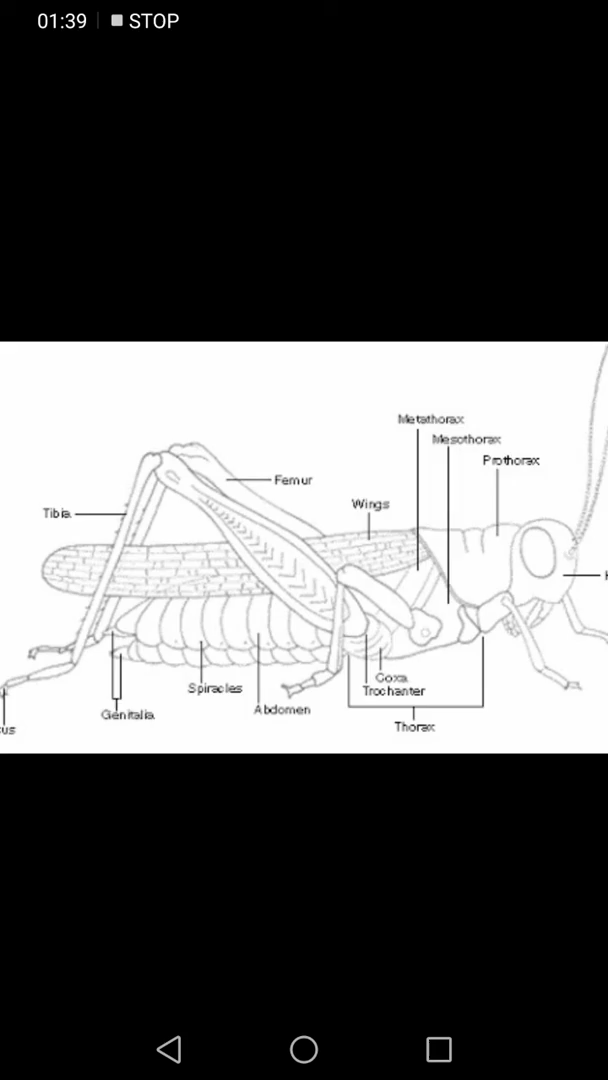 01:39 STOP
Metathorax
Mesothorax
Prothorax
Femur
Wings
Tibia
Coxa
Spiracles
Trochanter
Abdomen
Genitalia
Thorax